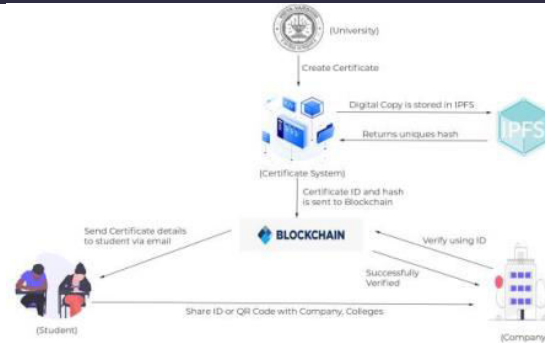 (University)
Create Certificate
Digital Copy is stored in IPFS
IPFS
Returns uniques hash
(Certificate System)
Certificate ID and hash
is sent to Blockchain
Send Certificate details
to student via email
BLOCKCHAIN
Verify using ID
Successfully
Verified
(Student)
Share ID or QR Code with Company, Colleges
(Company